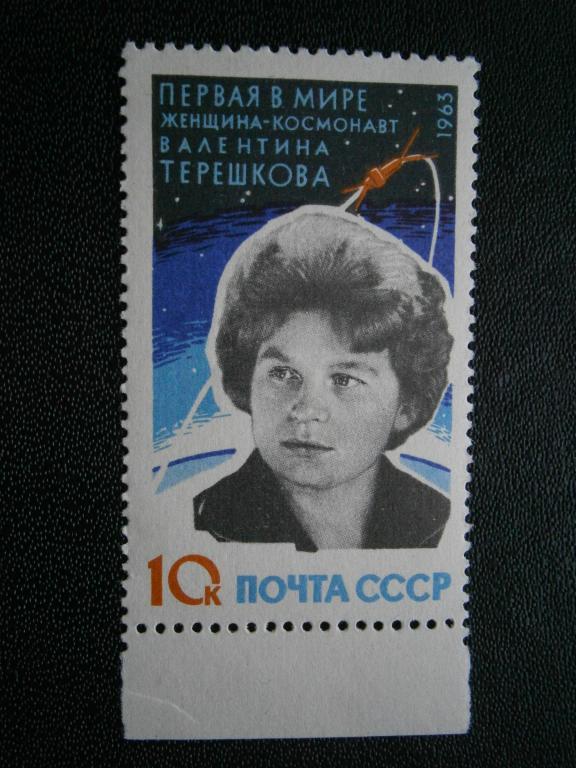 ПЕРВАЯ В МИРЕ
ЖЕНЩИНА-КОСМОНАВТ
ВАЛЕНТИНА
ТЕРЕШКОВА
1963
10К ПОЧТА СССР